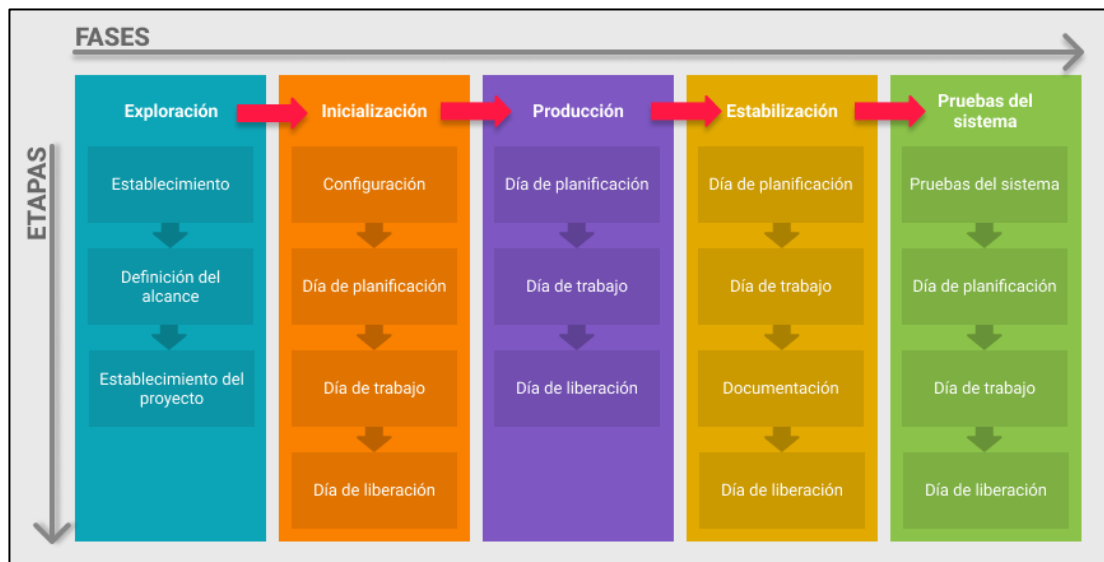 FASES
ETAPAS
Exploración
Establecimiento
Definición del
alcance
Establecimiento del
proyecto
Inicialización
Configuración
Día de planificación
Día de trabajo
Día de liberación
Producción
Día de planificación
Día de trabajo
Día de liberación
Estabilización
Día de planificación
Día de trabajo
Documentación
Día de liberación
Pruebas del
sistema
Pruebas del sistema
Día de planificación
Día de trabajo
Día de liberación